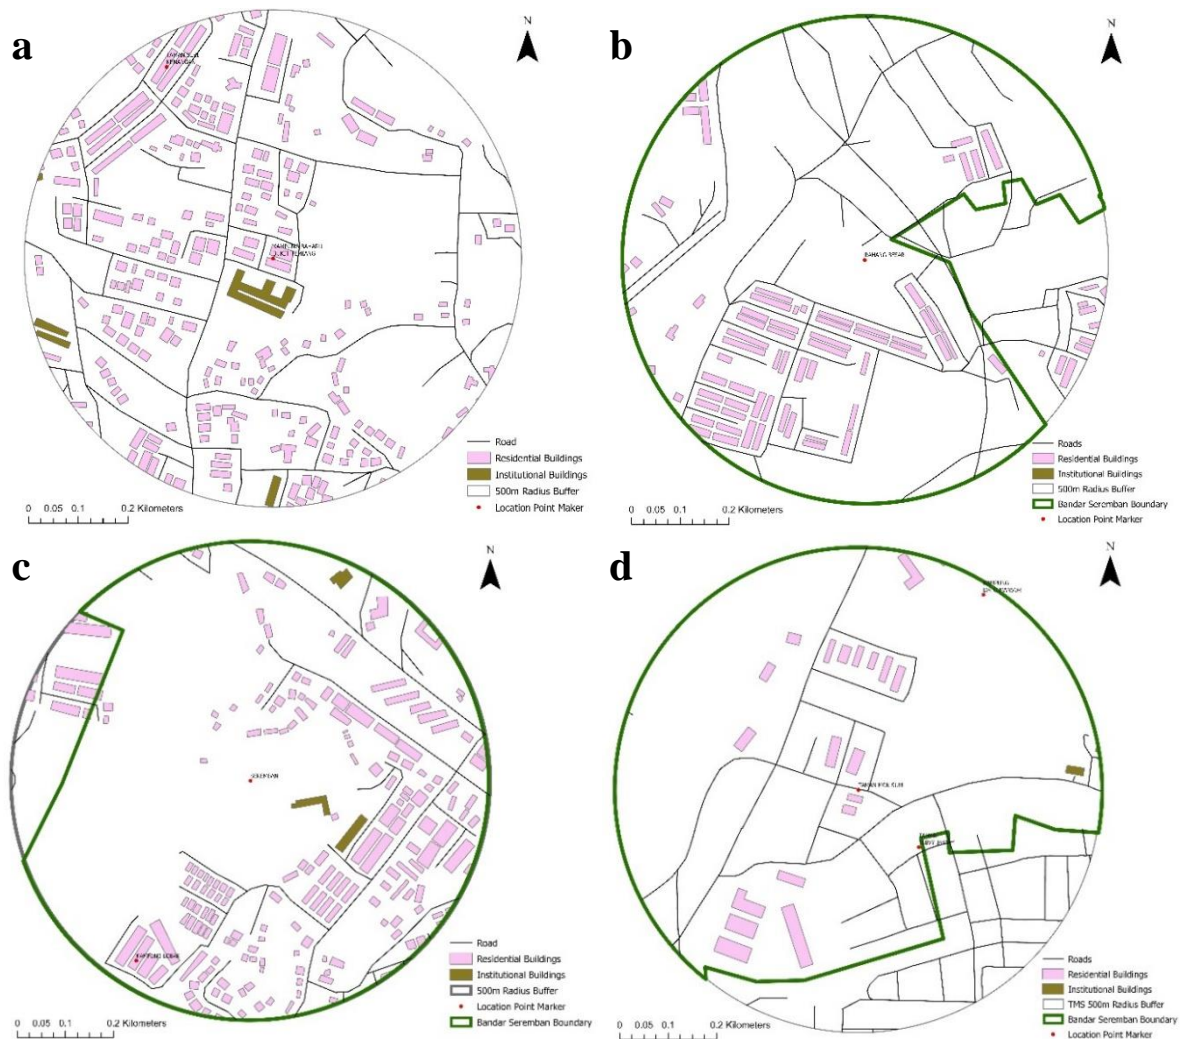 a
N
Road
Residential Buildings
Institutional Buildings
500m Radius Buffer
Location Point Maker
0 0.05 0.1 0.2 Kilometers
b
N
Roads
Residential Buildings
Institutional Buildings
500m Radius Buffer
Bandar Seremban Boundary
Location Point Marker
0 0.05 0.1 0.2 Kilometers
c
N
Road
Residential Buildings
Institutional Buildings
500m Radius Buffer
Location Point Marker
Bandar Seremban Boundary
0 0.05 0.1 0.2 Kilometers
d
N
Roads
Residential Buildings
Institutional Buildings
TMS 500m Radius Buffer
Bandar Seremban Boundary
Location Point Marker
0 0.05 0.1 0.2 Kilometers